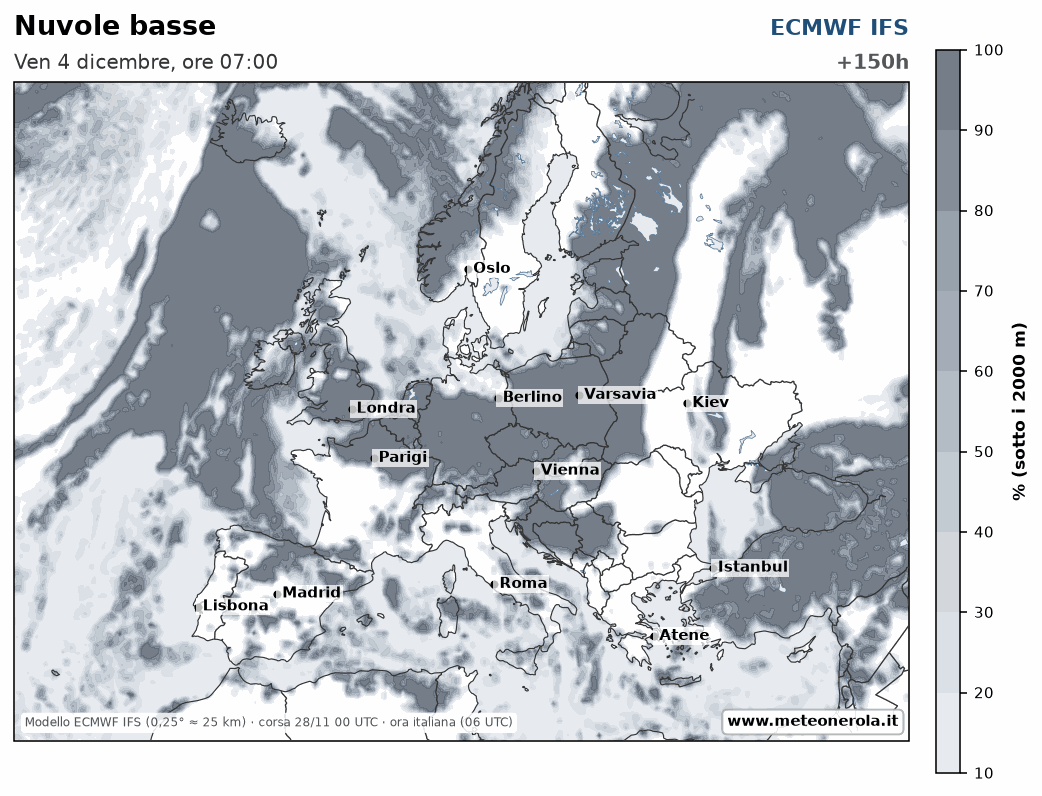 Nuvole basse
ECMWF IFS
Ven 4 dicembre, ore 07:00
+150h
100
90
80
70
60
50
40
30
20
10
% (sotto i 2000 m)
Oslo
Berlino
Varsavia
Kiev
Londra
Parigi
Vienna
Istanbul
Roma
Madrid
Lisbona
Atene
Modello ECMWF IFS (0,25° ≈ 25 km) · corsa 28/11 00 UTC · ora italiana (06 UTC)
www.meteonerola.it